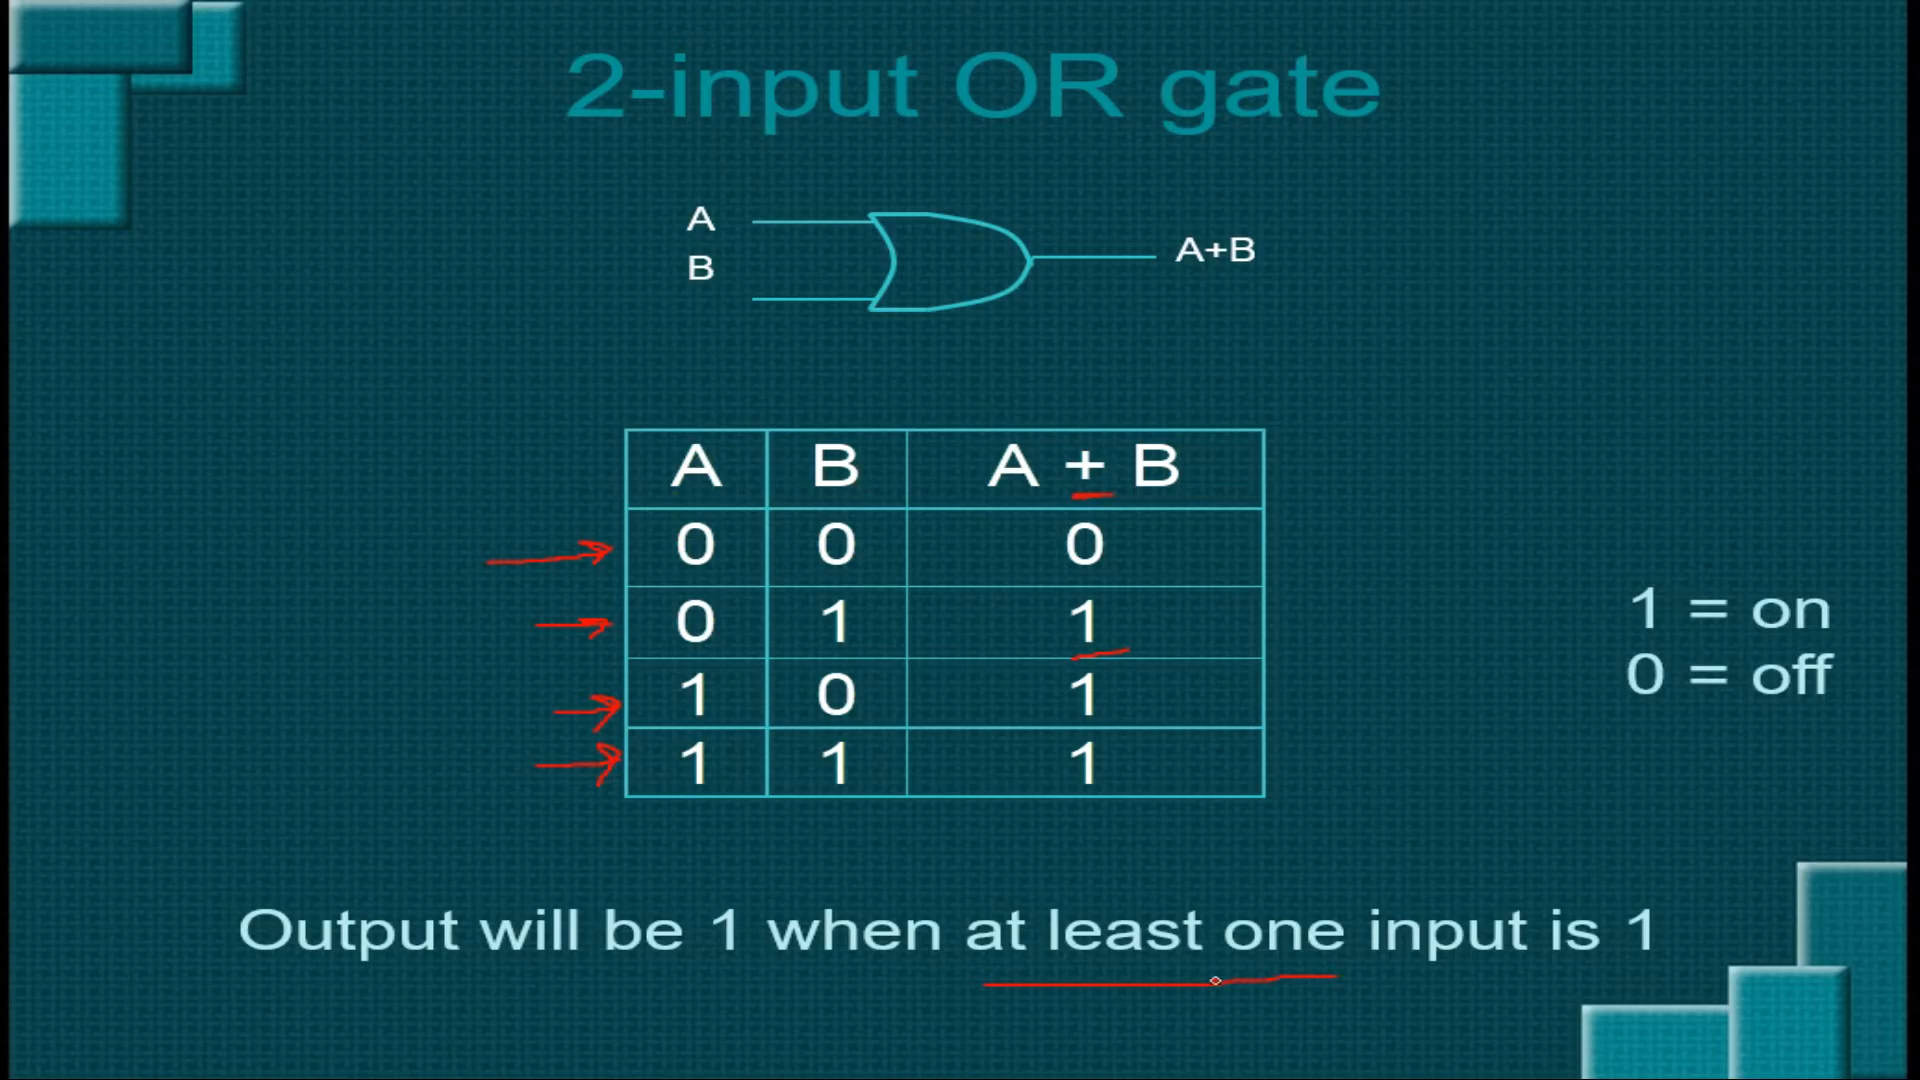 2-input OR gate
A
B
A+B
A B A + B
0 0 0
0 1 1
1 0 1
1 1 1
1 = on
0 = off
Output will be 1 when at least one input is 1